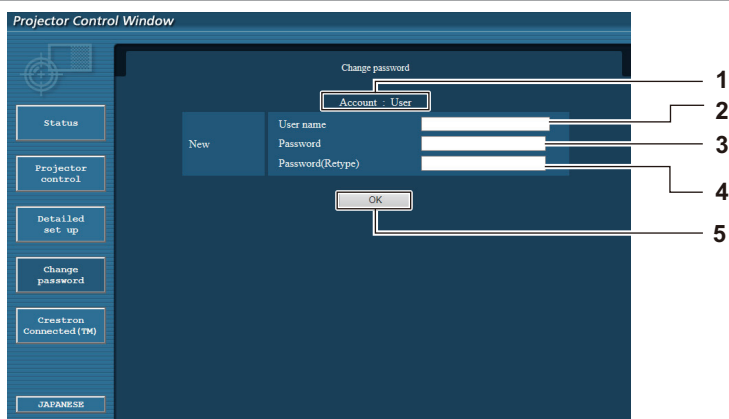 Projector Control Window
Change password
1
Account : User
2
User name
Status
New
Password
3
Password(Retype)
Projector
control
4
OK
Detailed
set up
5
Change
password
Crestron
Connected(TM)
JAPANESE